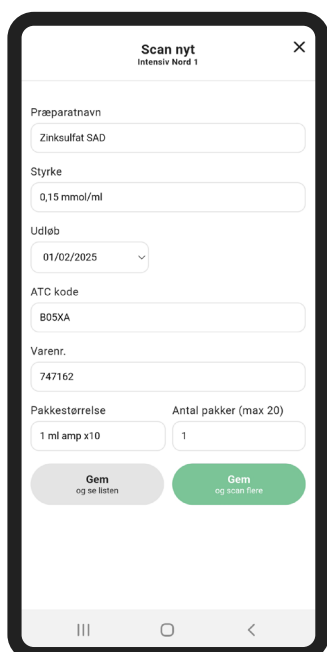 Scan nyt
Intensiv Nord 1
Præparatnavn
Zinksulfat SAD
Styrke
0,15 mmol/ml
Udløb
01/02/2025
ATC kode
B05XA
Varenr.
747162
Pakkestørrelse Antal pakker (max 20)
1 ml amp x10 1
Gem Gem
og se listen og scan flere